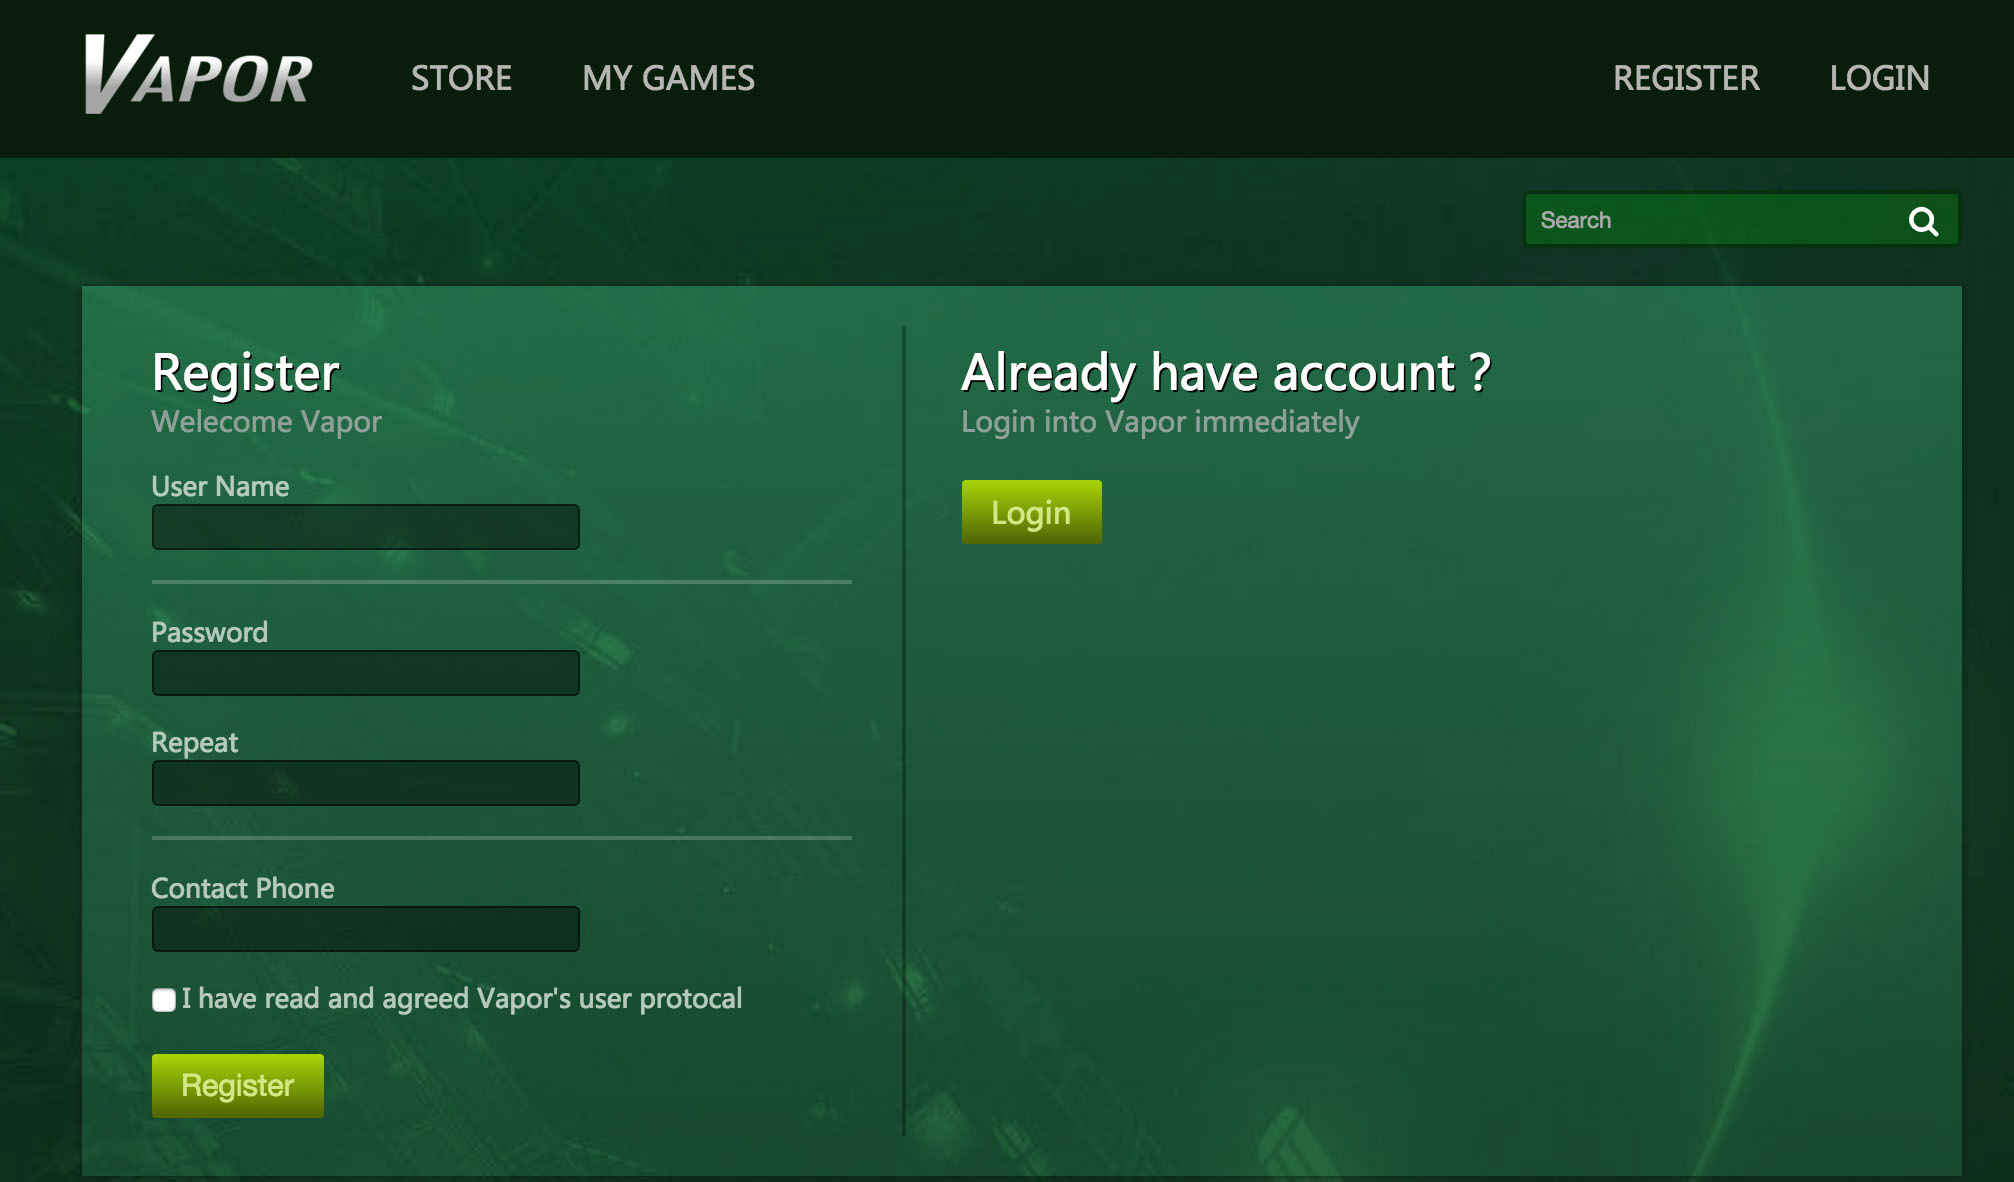 VAPOR
STORE
MY GAMES
REGISTER
LOGIN
Search
Register
Welecome Vapor
User Name
Password
Repeat
Contact Phone
I have read and agreed Vapor's user protocal
Register
Already have account ?
Login into Vapor immediately
Login